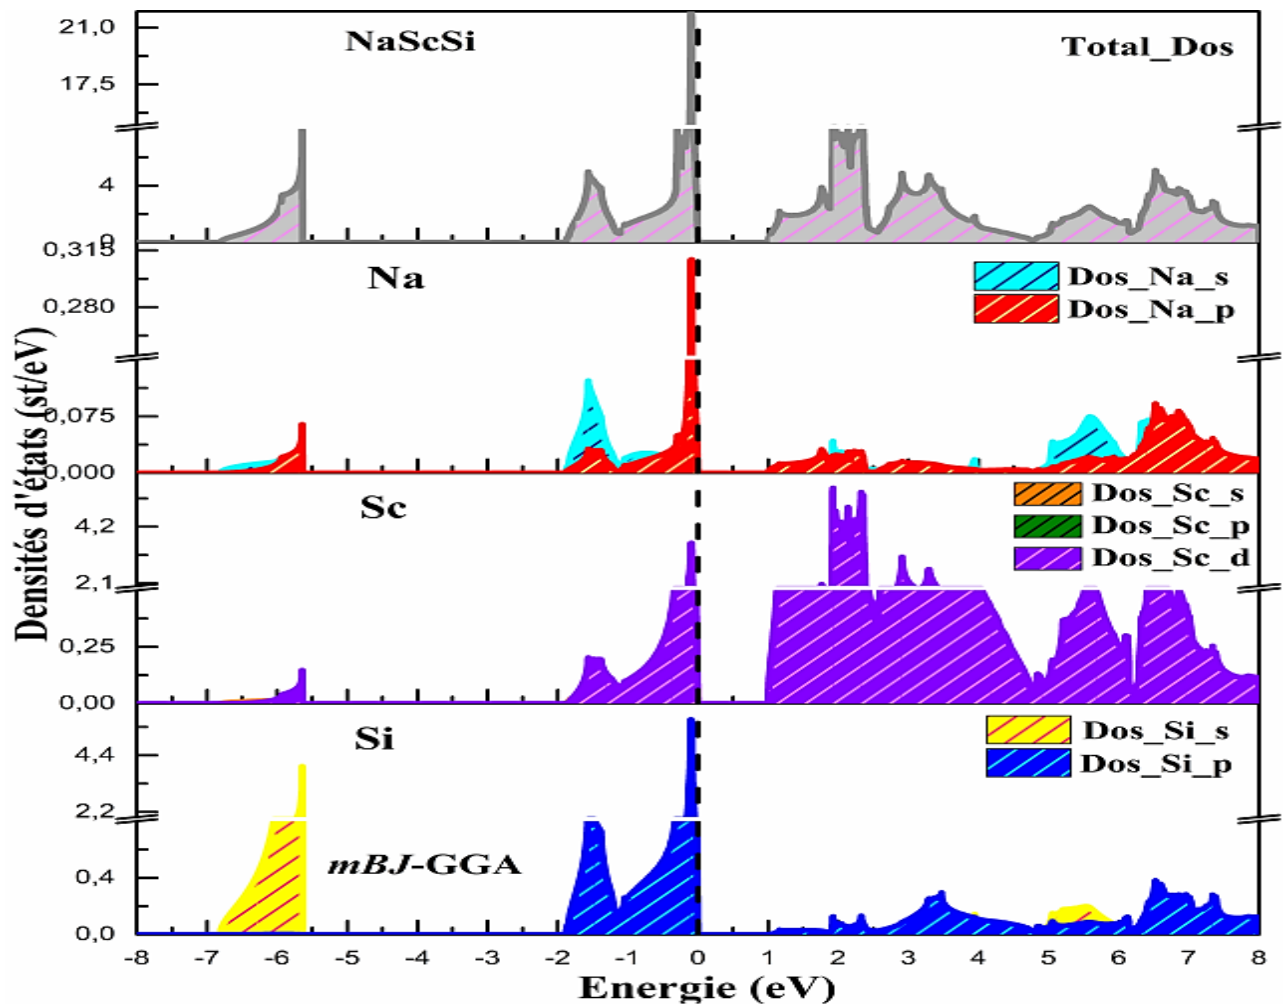 21,0
NaScSi
Total_Dos
17,5
4
0
0,315
Na
Dos_Na_s
0,280
Dos_Na_p
Densités d'états (st/eV)
0,075
0,000
Dos_Sc_s
Sc
4,2
Dos_Sc_p
Dos_Sc_d
2,1
0,25
0,00
Si
Dos_Si_s
4,4
Dos_Si_p
2,2
mBJ-GGA
0,4
0,0
-8 -7 -6 -5 -4 -3 -2 -1 0 1 2 3 4 5 6 7 8
Energie (eV)